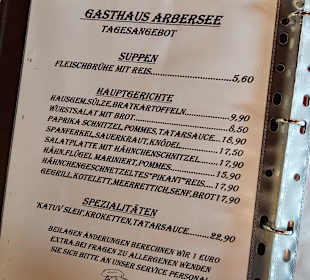 GASTHAUS ARBERSEE
TAGESANGEBOT
SUPPEN
FLEISCHBRÜHE MIT REIS 5,60
HAUPTGERICHTE
HAUSGEM.SÜLZE,BRATKARTOFFELN 9,90
WURSTSALAT MIT BROT 8,50
PAPRIKA SCHNITZEL, POMMES,TATARSAUCE 18,90
SPANFERKEL,SAUERKRAUT, KNÖDEL 17,90
SALATPLATTE MIT HÄHNCHENSCHNITZEL 17,50
HÄHN.FLÜGEL MARINIERT, POMMES 15,90
HÄHNCHENGESCHNETZELTES "PIKANT"REIS 17,90
GEGRILL.KOTELETT, MEERRETTICH,SENF, BROT 17,90
SPEZIALITÄTEN
KROKETTEN, TATARSAUCE 22,90
BEILAGEN ÄNDERUNGEN BERECHNEN WIR 1 EURO
EXTRA.BEI FRAGEN ZU ALLERGENEN WENDEN
SIE SICH BITTE AN UNSER SERVICE PERSONAL